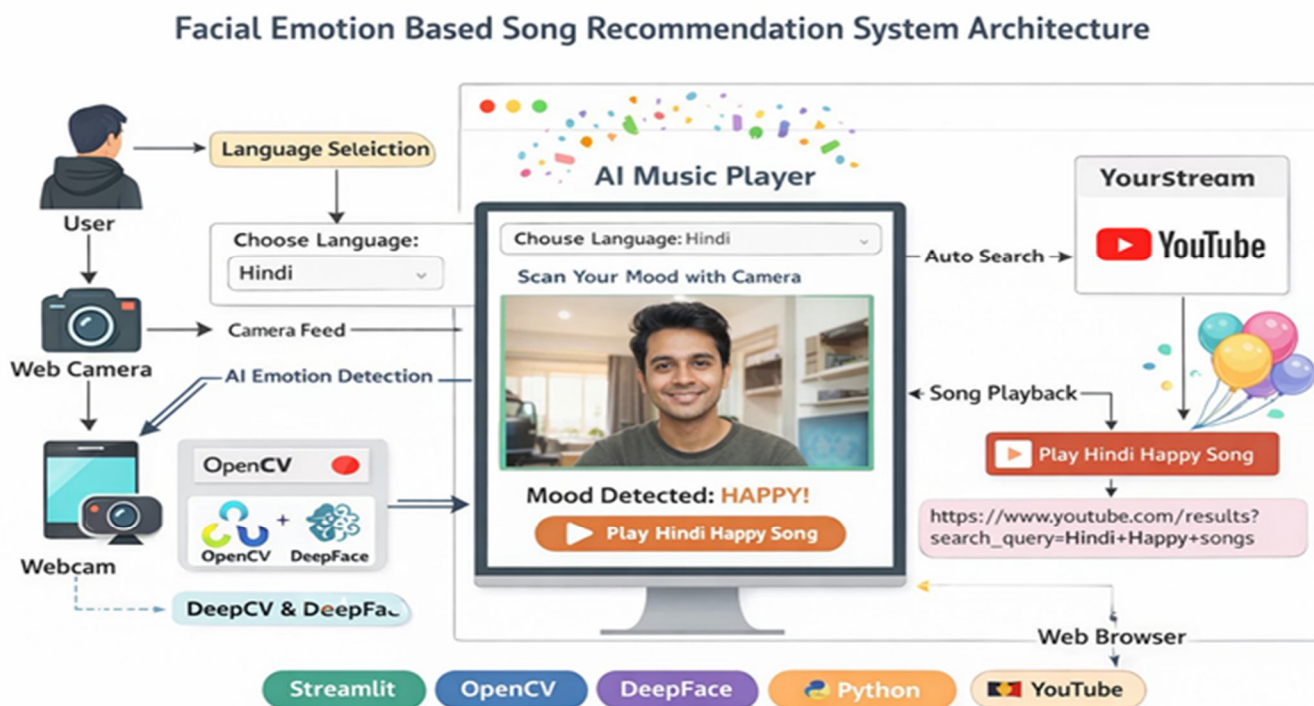 Facial Emotion Based Song Recommendation System Architecture
User
Language Seleiction
Choose Language:
Hindi
Web Camera
Camera Feed
AI Emotion Detection
Webcam
OpenCV
OpenCV
+
DeepFace
DeepCV & DeepFa
AI Music Player
Chouse Language: Hindi
Scan Your Mood with Camera
Mood Detected: HAPPY!
Play Hindi Happy Song
Auto Search
Yourstream
YouTube
Song Playback
Play Hindi Happy Song
https://www.youtube.com/results?
search_query=Hindi+Happy+songs
Web Browser
Streamlit
OpenCV
DeepFace
Python
YouTube